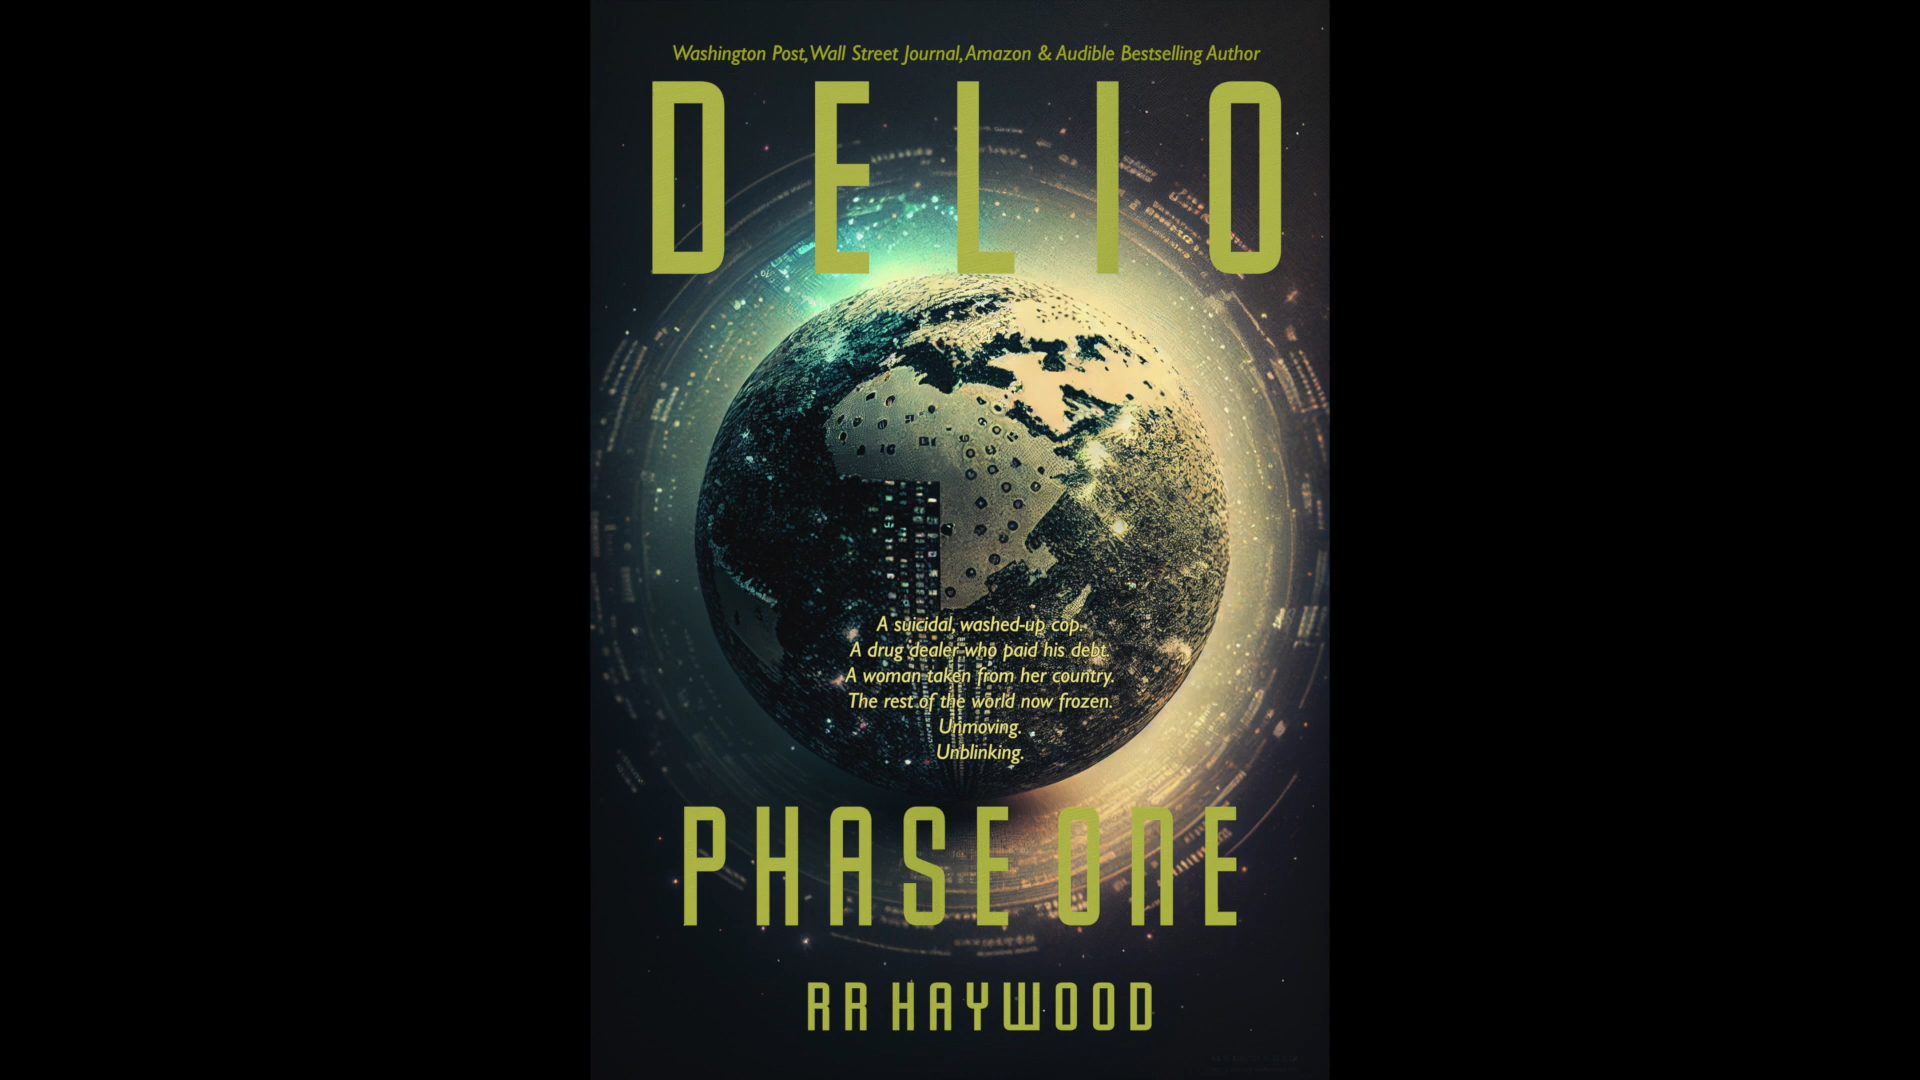 Washington Post, Wall Street Journal, Amazon & Audible Bestselling Author
DELIO
A suicidal, washed-up cop.
A drug dealer who paid his debt.
A woman taken from her country.
The rest of the world now frozen.
Unmoving.
Unblinking.
PHASE ONE
RR HAYWOOD